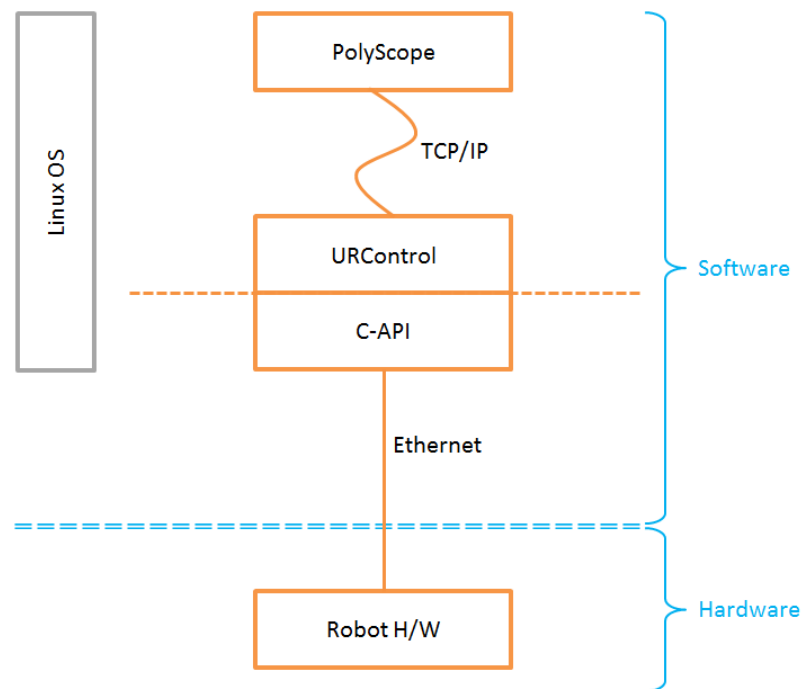 PolyScope
Linux OS
TCP/IP
URControl
Software
C-API
Ethernet
Hardware
Robot H/W